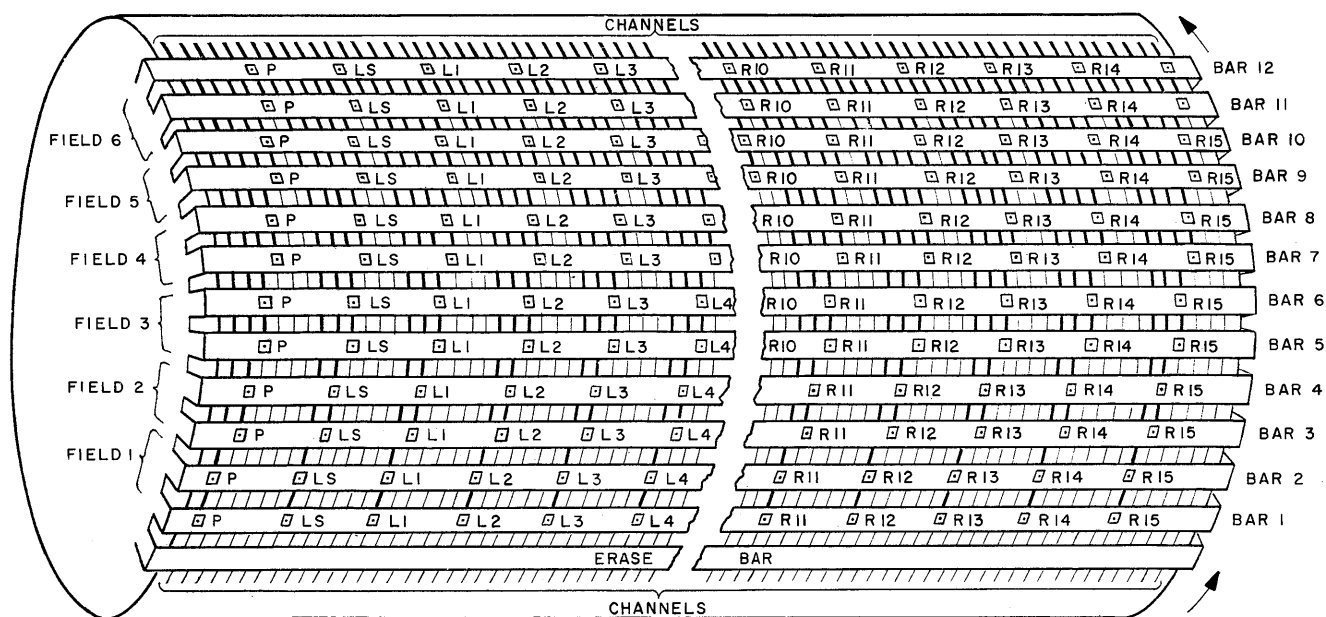 CHANNELS
P LS L1 L2 L3 R10 R11 R12 R13 R14 BAR 12
P LS L1 L2 L3 R10 R11 R12 R13 R14 BAR 11
FIELD 6
P LS L1 L2 L3 R10 R11 R12 R13 R14 R15 BAR 10
P LS L1 L2 L3 R10 R11 R12 R13 R14 R15 BAR 9
FIELD 5
P LS L1 L2 L3 R10 R11 R12 R13 R14 R15 BAR 8
FIELD 4
P LS L1 L2 L3 R10 R11 R12 R13 R14 R15 BAR 7
P LS L1 L2 L3 L4 R10 R11 R12 R13 R14 R15 BAR 6
FIELD 3
P LS L1 L2 L3 L4 R10 R11 R12 R13 R14 R15 BAR 5
FIELD 2
P LS L1 L2 L3 L4 R11 R12 R13 R14 R15 BAR 4
P LS L1 L2 L3 L4 R11 R12 R13 R14 R15 BAR 3
FIELD 1
P LS L1 L2 L3 L4 R11 R12 R13 R14 R15 BAR 2
P LS L1 L2 L3 L4 R11 R12 R13 R14 R15 BAR 1
ERASE BAR
CHANNELS